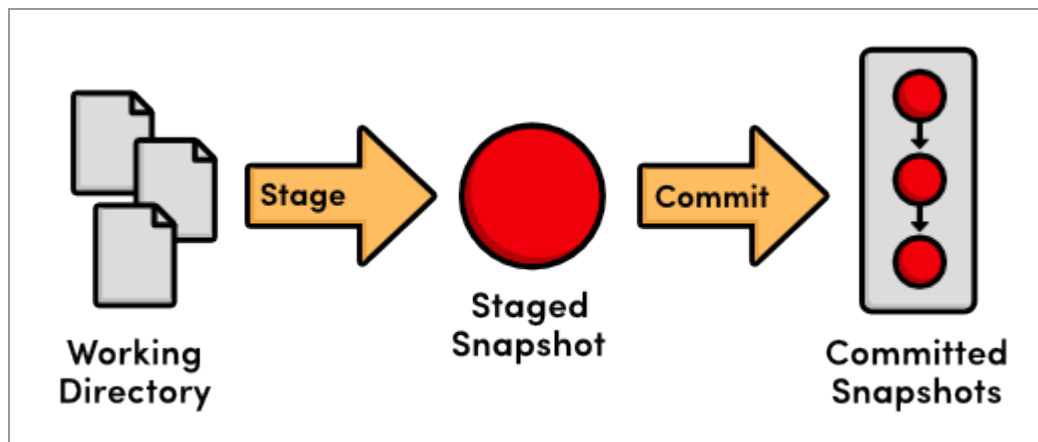 Stage
Commit
Staged
Snapshot
Working
Directory
Committed
Snapshots